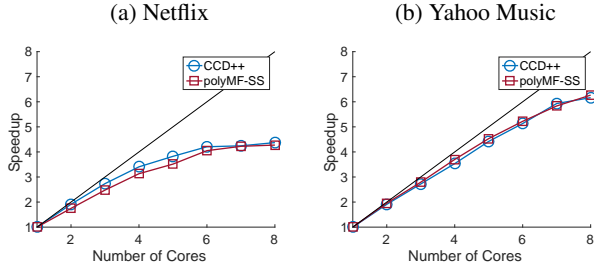 (a) Netflix
8
7
6
5
4
3
2
1
Speedup
CCD++
polyMF-SS
2 4 6 8
Number of Cores
(b) Yahoo Music
8
7
6
5
4
3
2
1
Speedup
CCD++
polyMF-SS
2 4 6 8
Number of Cores